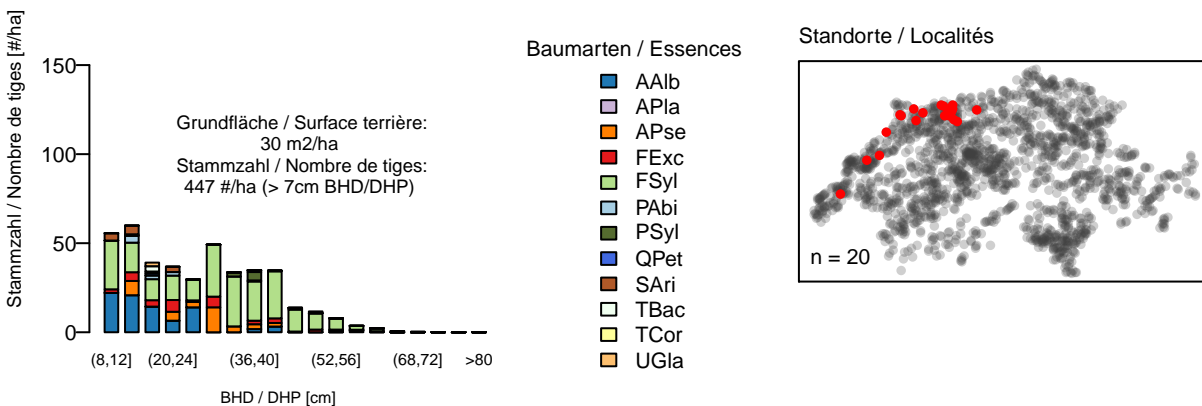 Stammzahl / Nombre de tiges [#/ha]
150
100
50
0
Grundfläche / Surface terrière:
30 m2/ha
Stammzahl / Nombre de tiges:
447 #/ha (> 7cm BHD/DHP)
(8,12]
(20,24]
(36,40]
(52,56]
(68,72]
>80
BHD / DHP [cm]
Baumarten / Essences
AAlb
APla
APse
FExc
FSyl
PAbi
PSyl
QPet
SAri
TBac
TCor
UGla
Standorte / Localités
n = 20